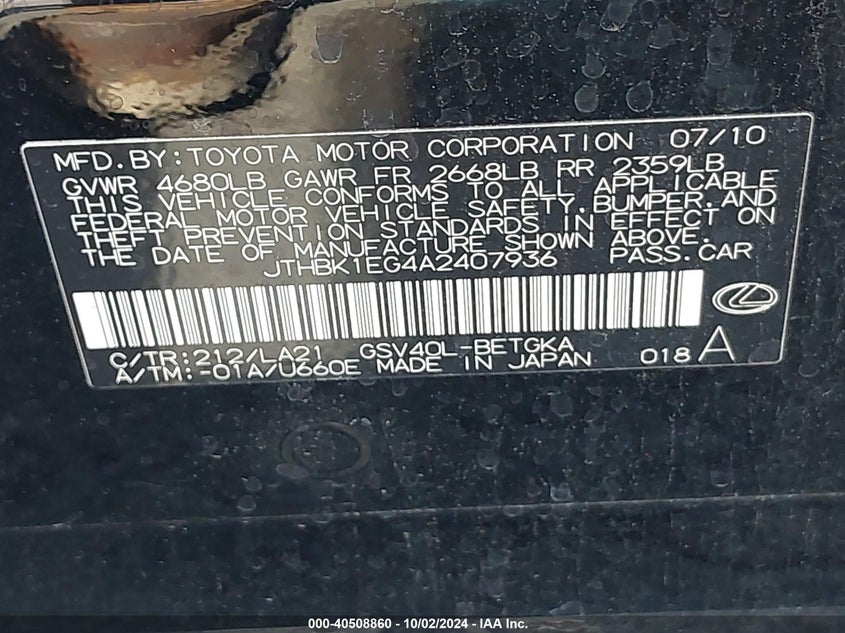 MFD.BY:TOYOTA MOTOR CORPORATION 07/10
GVWR 4680LB GAWR FR 2668LB RR 2359LB
THIS VEHICLE CONFORMS TO ALL APPLICABLE
FEDERAL MOTOR VEHICLE SAFETY,BUMPER,AND
THEFT PREVENTION STANDARDS IN EFFECT ON
THE DATE OF MANUFACTURE SHOWN ABOVE.
JTHBK1EG4A2407936 PASS.CAR
C/TR:212/LA21 GSV40L-BETGKA
A/TM:-01A/U660E MADE IN JAPAN 018 A
000-40508860 - 10/02/2024 - IAA Inc.